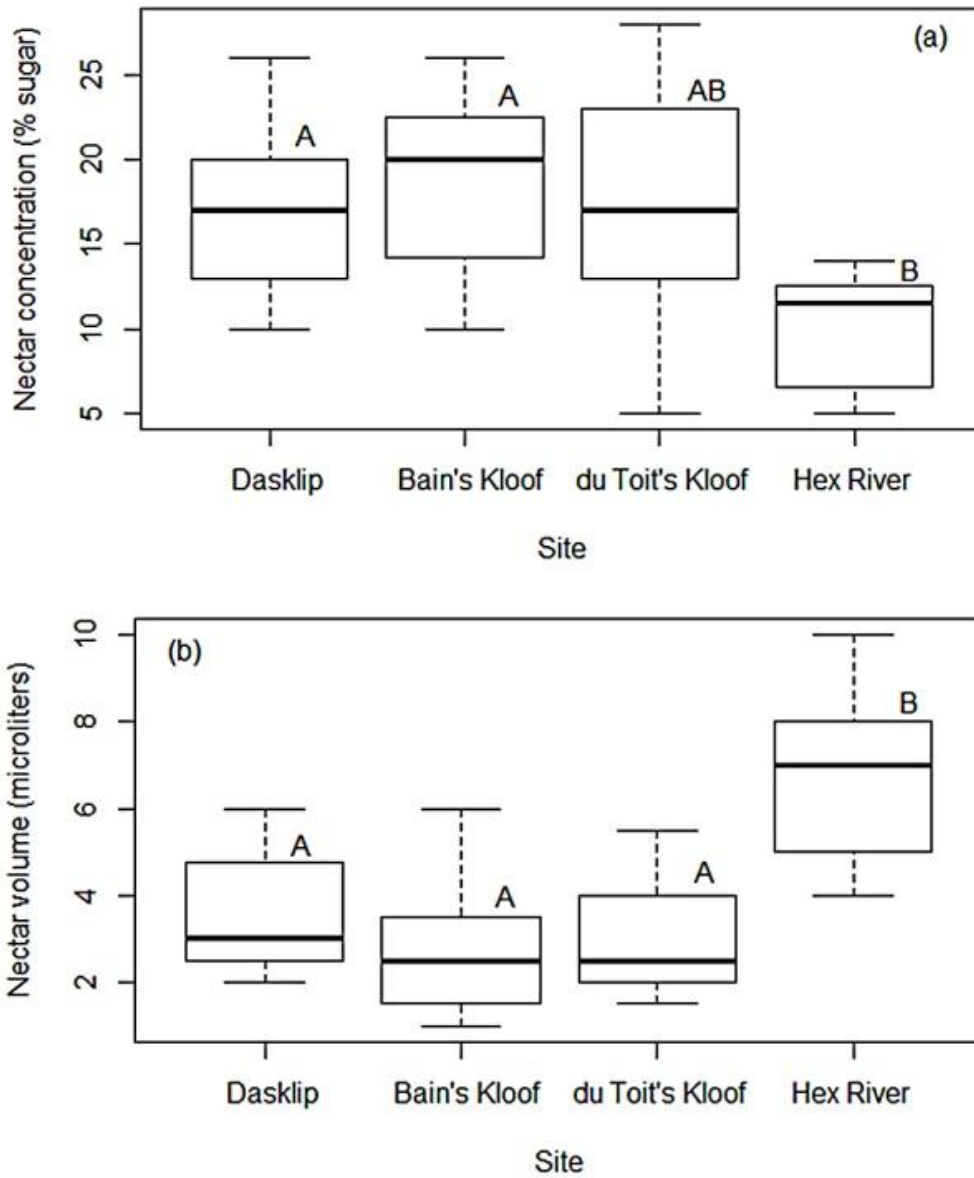 (a)
Nectar concentration (% sugar)
25
20
15
10
5
A
A
AB
B
Dasklip
Bain's Kloof
du Toit's Kloof
Hex River
Site
(b)
Nectar volume (microliters)
10
8
6
4
2
A
A
A
B
Dasklip
Bain's Kloof
du Toit's Kloof
Hex River
Site